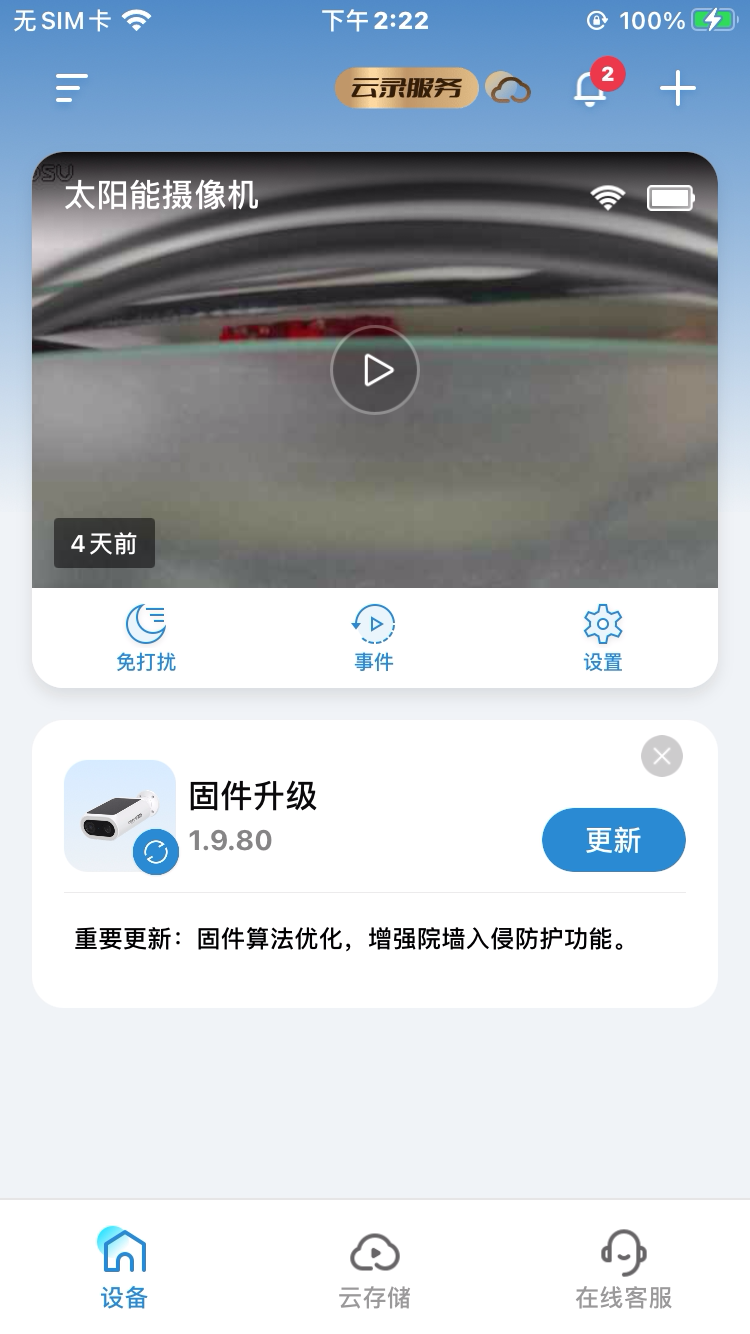 无SIM卡 下午2:22 100%
云录服务 2
太阳能摄像机
4天前
免打扰 事件 设置
固件升级
1.9.80
更新
重要更新：固件算法优化，增强院墙入侵防护功能。
设备 云存储 在线客服